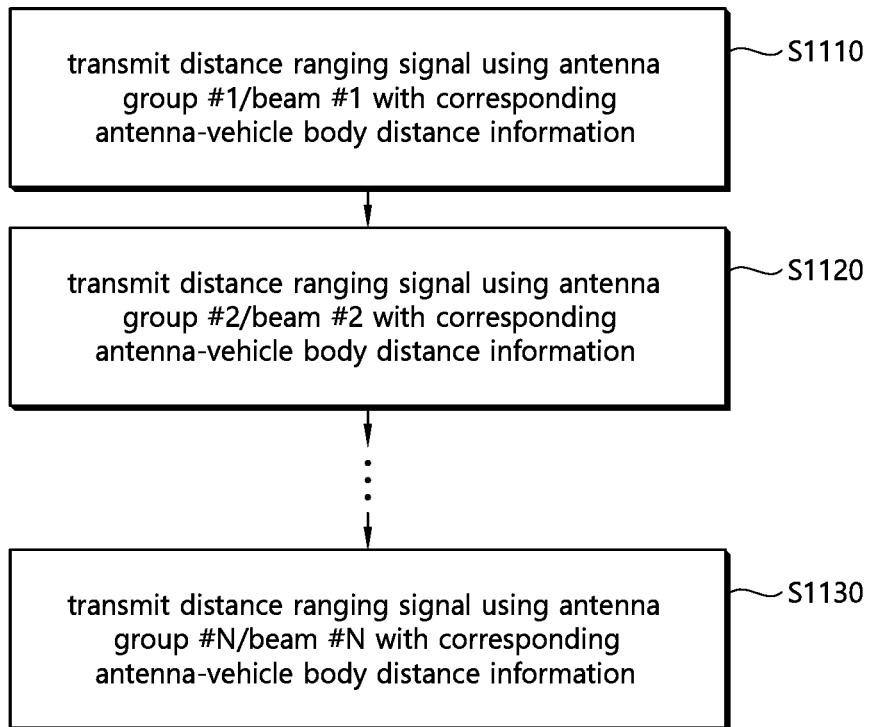 transmit distance ranging signal using antenna
group #1/beam #1 with corresponding
antenna-vehicle body distance information
S1110
transmit distance ranging signal using antenna
group #2/beam #2 with corresponding
antenna-vehicle body distance information
S1120
transmit distance ranging signal using antenna
group #N/beam #N with corresponding
antenna-vehicle body distance information
S1130